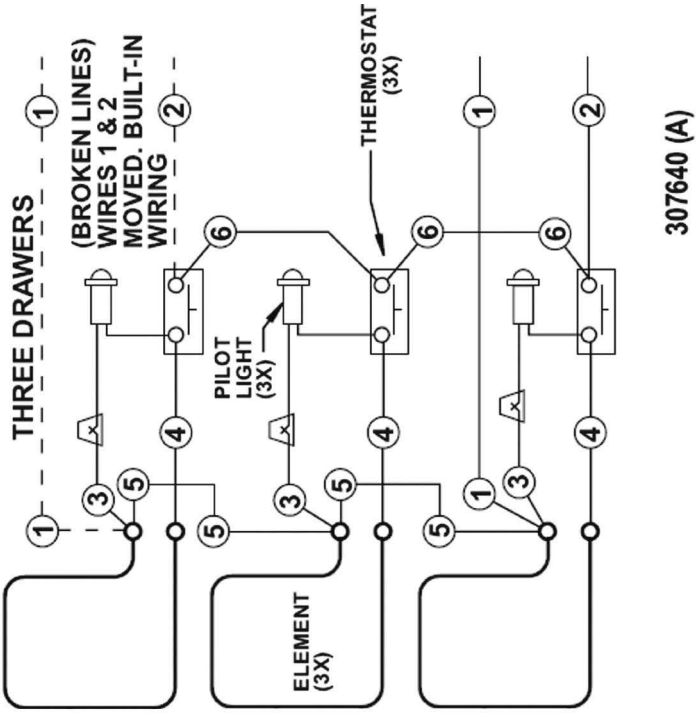 THREE DRAWERS
(BROKEN LINES)
WIRES 1 & 2
MOVED. BUILT-IN
WIRING
1
1
2
3
5
4
6
5
PILOT
LIGHT
(3X)
THERMOSTAT
(3X)
ELEMENT
(3X)
3
5
4
6
5
1
1
3
6
2
4
307640 (A)